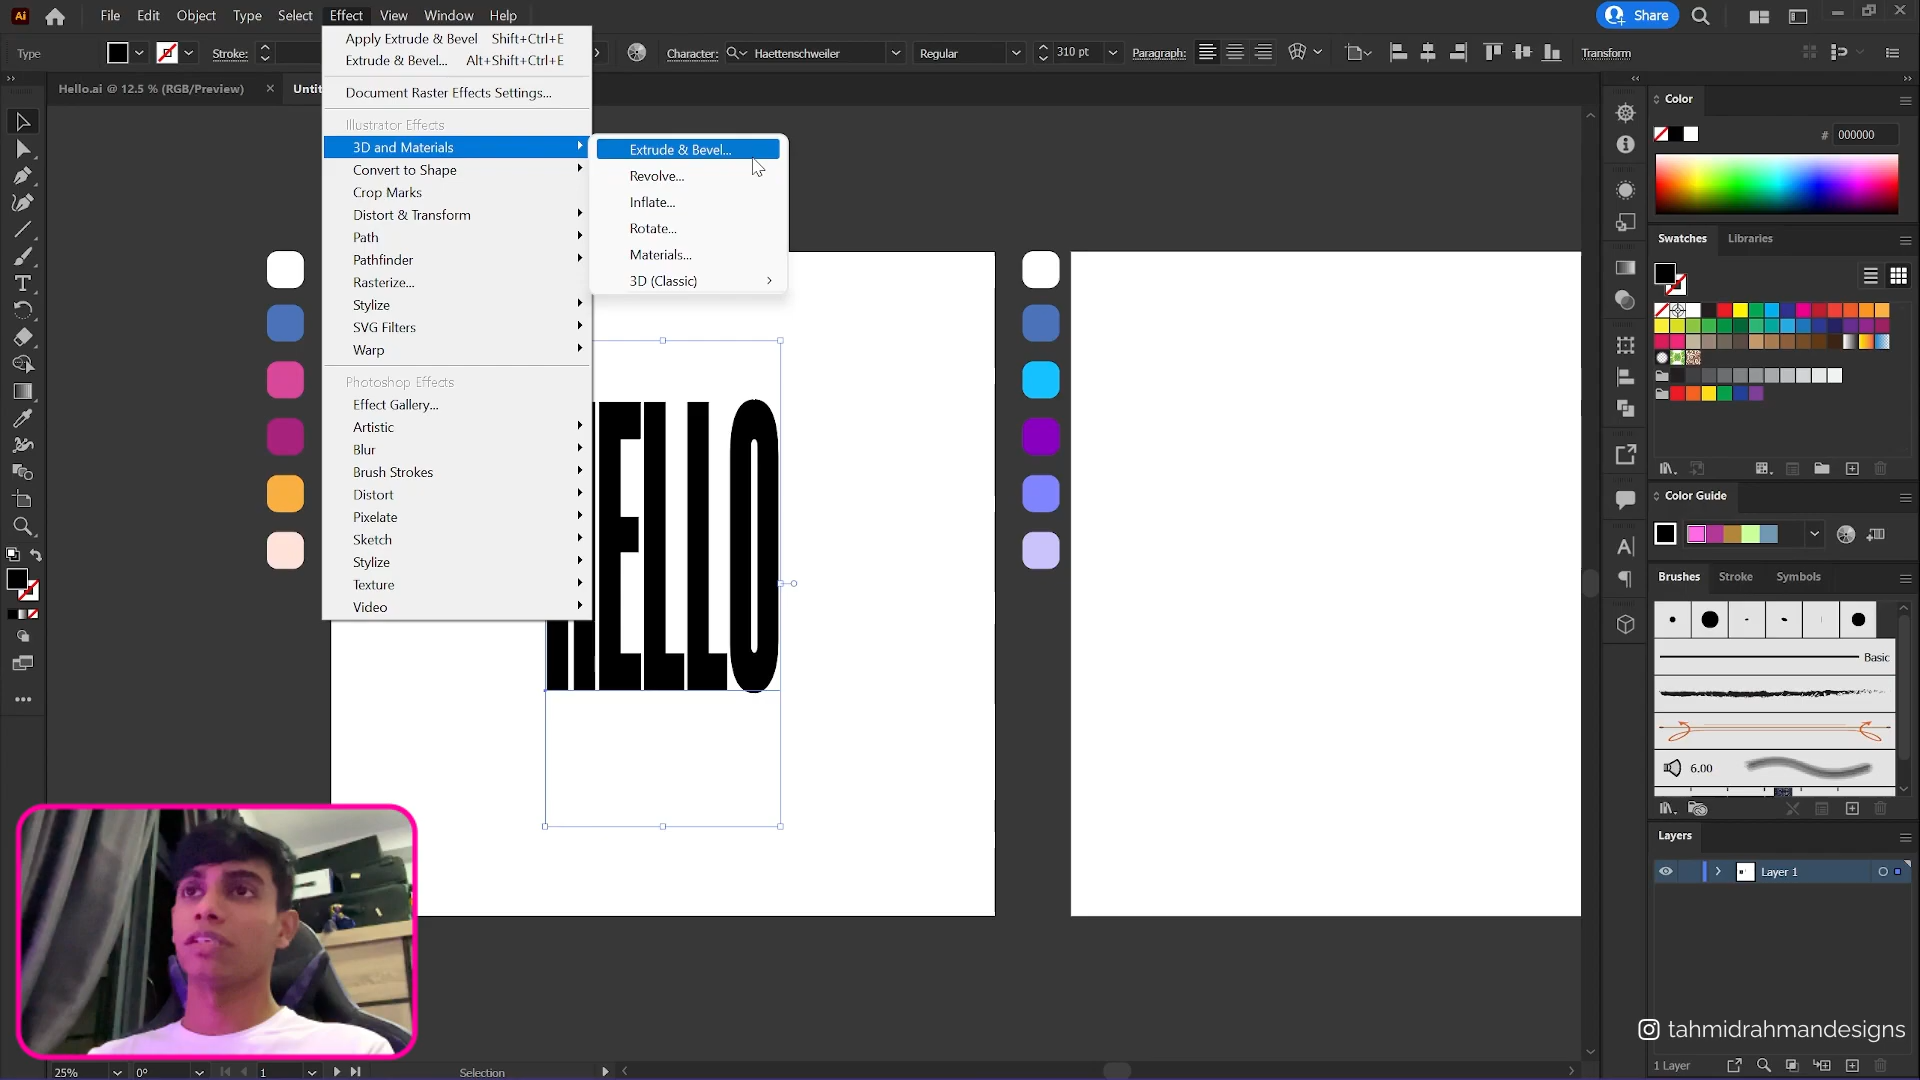 Ai File Edit Object Type Select Effect View Window Help Share
Type Stroke: Character: Haettenschweiler Regular 310 pt Paragraph: Transform
Hello.ai @ 12.5 % (RGB/Preview) × Untit
Apply Extrude & Bevel Shift+Ctrl+E
Extrude & Bevel... Alt+Shift+Ctrl+E
Document Raster Effects Settings...
Illustrator Effects
3D and Materials
Convert to Shape
Crop Marks
Distort & Transform
Path
Pathfinder
Rasterize...
Stylize
SVG Filters
Warp
Photoshop Effects
Effect Gallery...
Artistic
Blur
Brush Strokes
Distort
Pixelate
Sketch
Stylize
Texture
Video
Extrude & Bevel...
Revolve...
Inflate...
Rotate...
Materials...
3D (Classic)
HELLO
Color
# 000000
Swatches Libraries
Color Guide
Brushes Stroke Symbols
Basic
6.00
Layers
Layer 1
tahmidrahmandesigns
1 Layer
25% 0° 1 Selection